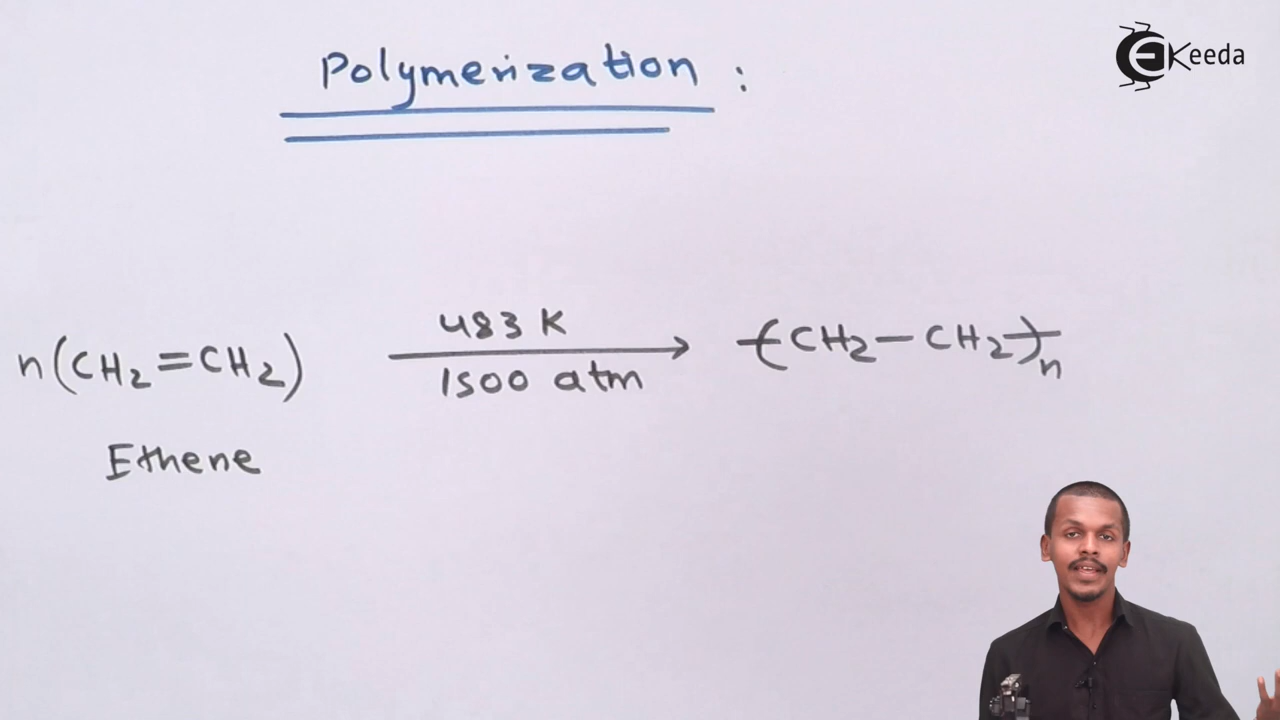 Polymerization :
EKeeda
483 K
n(CH₂=CH₂) ⟶ -(CH₂-CH₂)-ₙ
1500 atm
Ethene